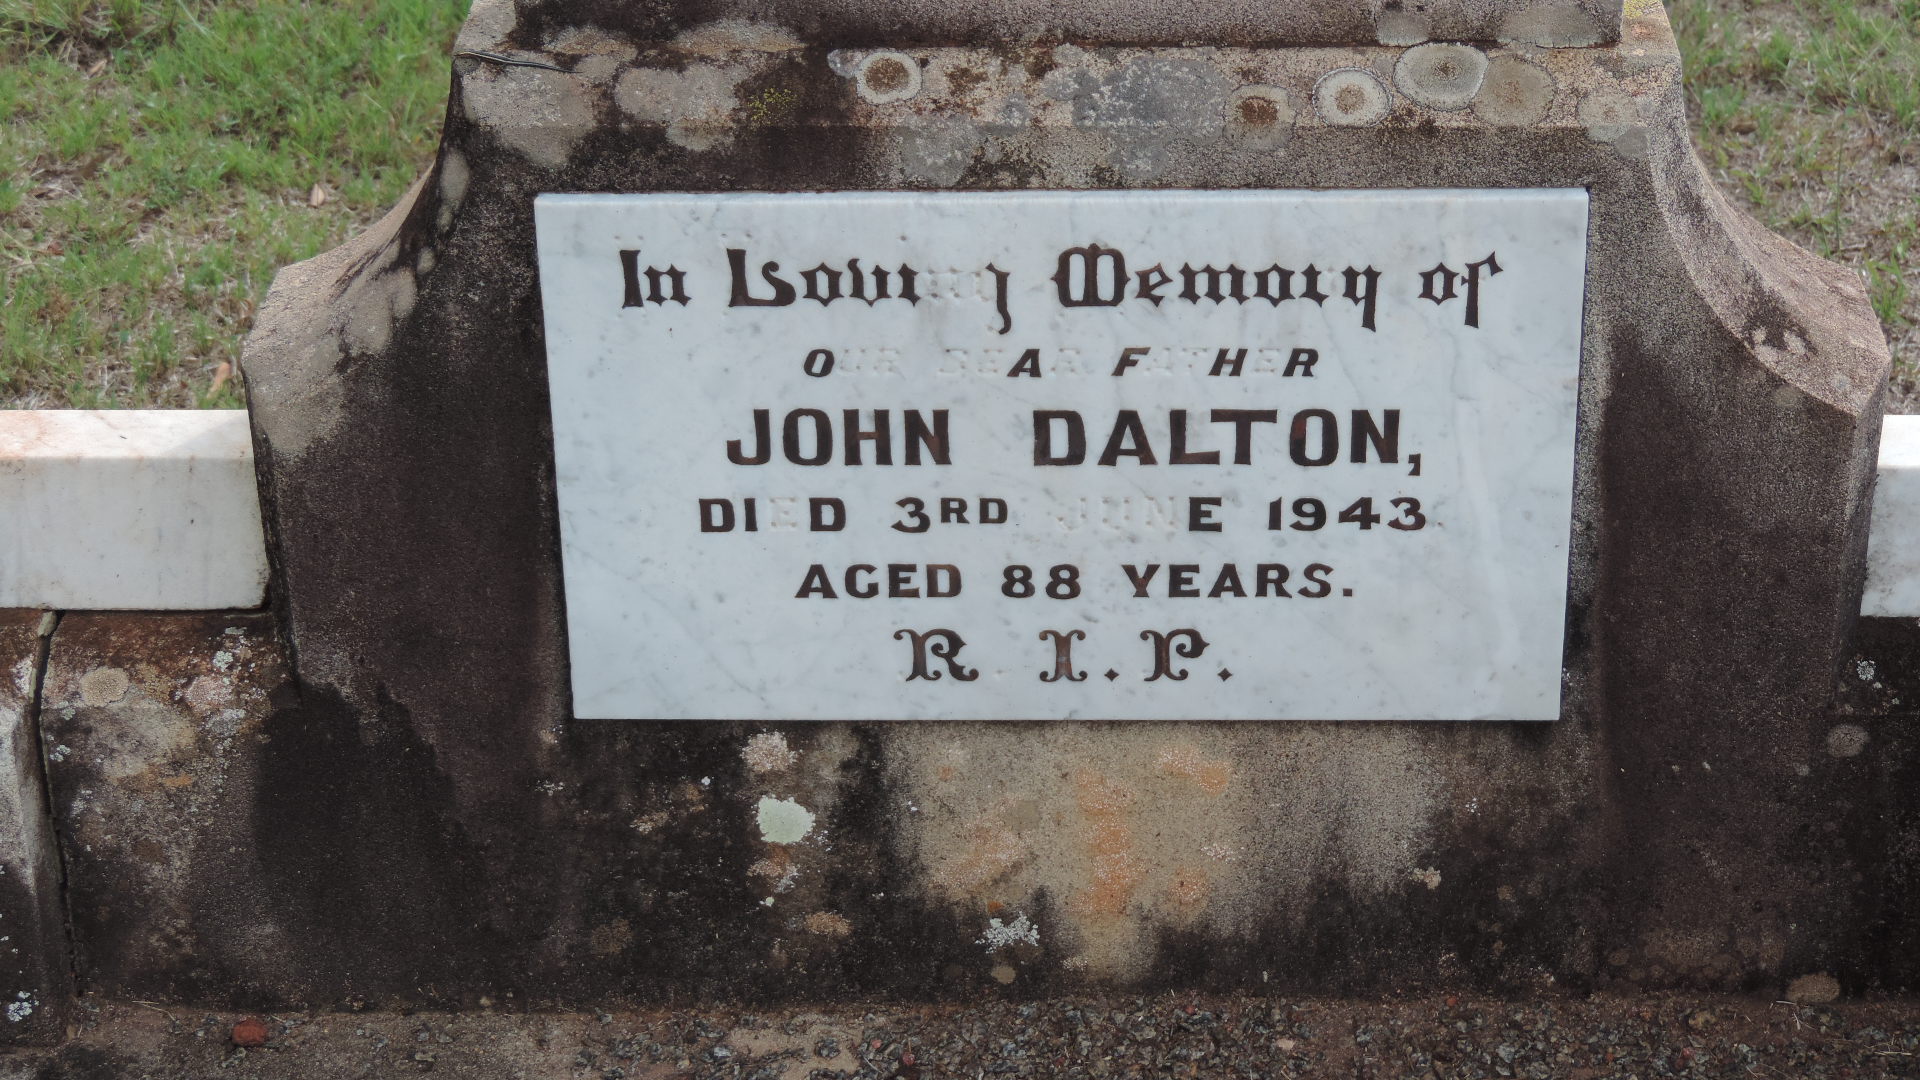 In Loving Memory of
OUR DEAR FATHER
JOHN DALTON,
DIED 3RD JUNE 1943.
AGED 88 YEARS.
R. I. P.